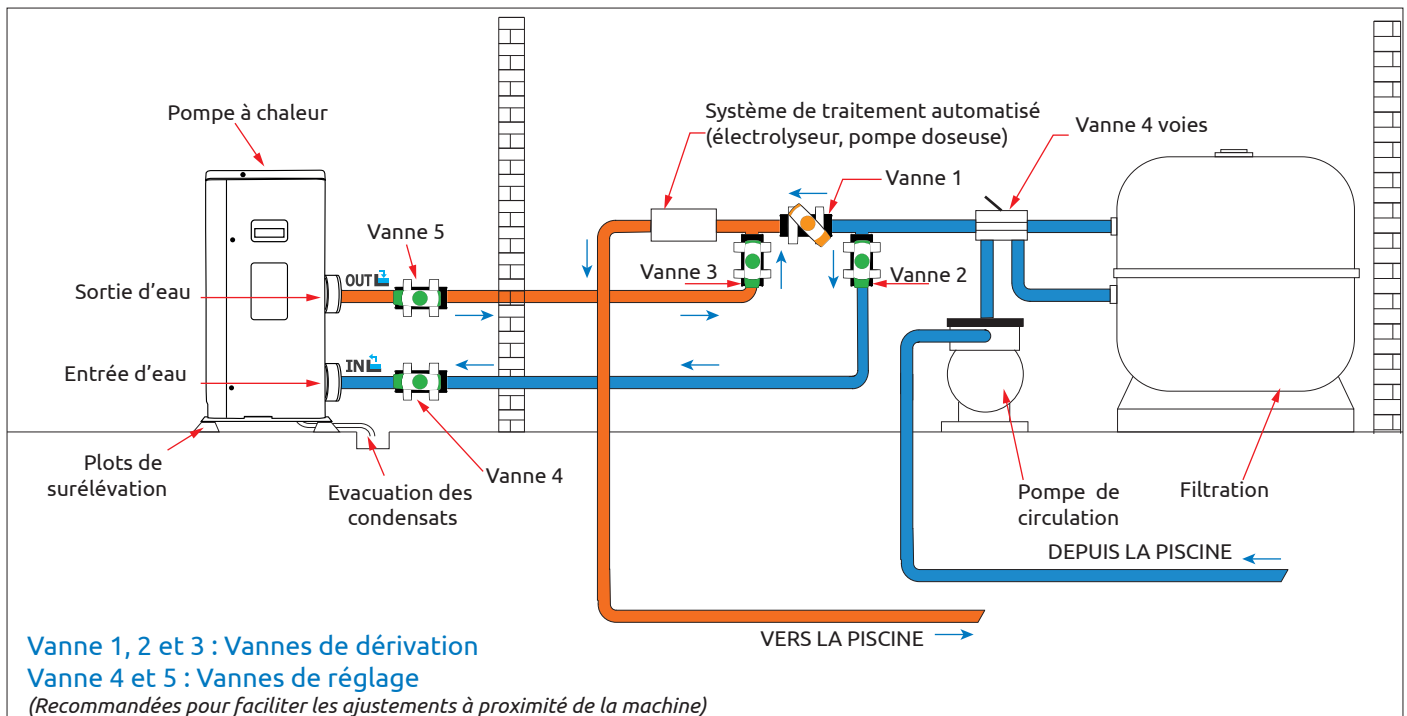 Pompe à chaleur
Système de traitement automatisé
(électrolyseur, pompe doseuse)
Vanne 4 voies
Vanne 1
Vanne 5
Vanne 3
Vanne 2
OUT
Sortie d’eau
IN
Entrée d’eau
Plots de
surélévation
Evacuation des
condensats
Vanne 4
Pompe de
circulation
Filtration
DEPUIS LA PISCINE
VERS LA PISCINE
Vanne 1, 2 et 3 : Vannes de dérivation
Vanne 4 et 5 : Vannes de réglage
(Recommandées pour faciliter les ajustements à proximité de la machine)